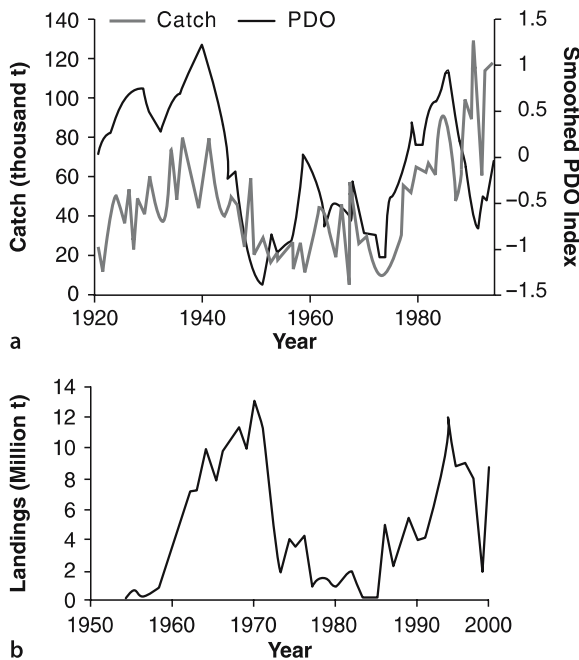 Catch PDO
140
120
100
80
60
40
20
0
Catch (thousand t)
1.5
1
0.5
0
−0.5
−1
−1.5
Smoothed PDO Index
1920 1940 1960 1980
Year
a
14
12
10
8
6
4
2
0
Landings (Million t)
1950 1960 1970 1980 1990 2000
Year
b